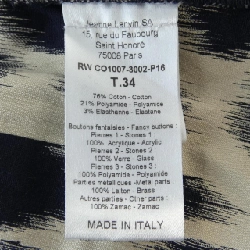 Jeanne Lanvin SA
15, rue du Faubourg
Saint Honoré
75008 Paris
RW CO1007-3002-P16
T.34
76% Coton - Cotton
21% Polyamide - Polyamide
3% Elasthanne - Elastane
Boutons fantaisies - Fancy buttons :
Pierres 1 - Stones 1
100% Acrylique - Acrylic
Pierres 2 - Stones 2
100% Verre - Glass
Pierres 3 - Stones 3
100% Polyamide - Polyamide
Parties métalliques - Metal parts
100% Laiton - Brass
Autres parties - Other parts
100% Zamac - Zamac
MADE IN ITALY